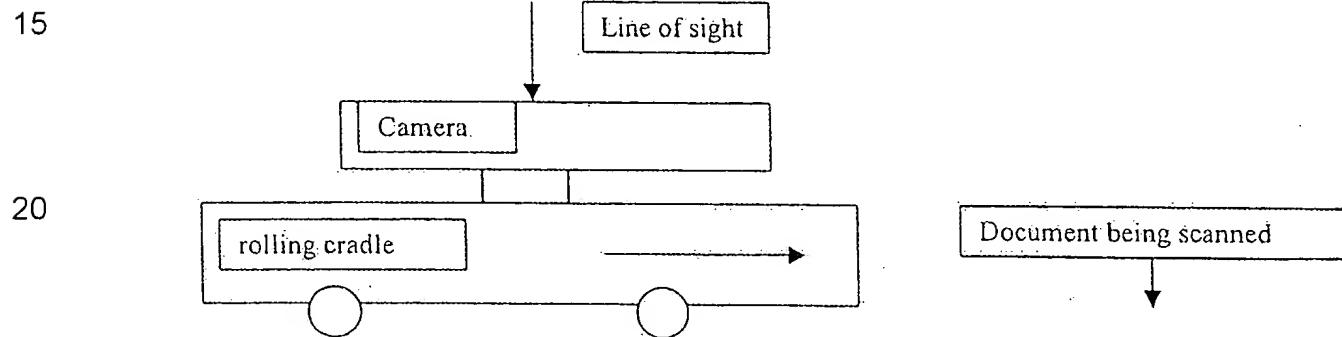 15
Line of sight
Camera
20
rolling cradle
Document being scanned